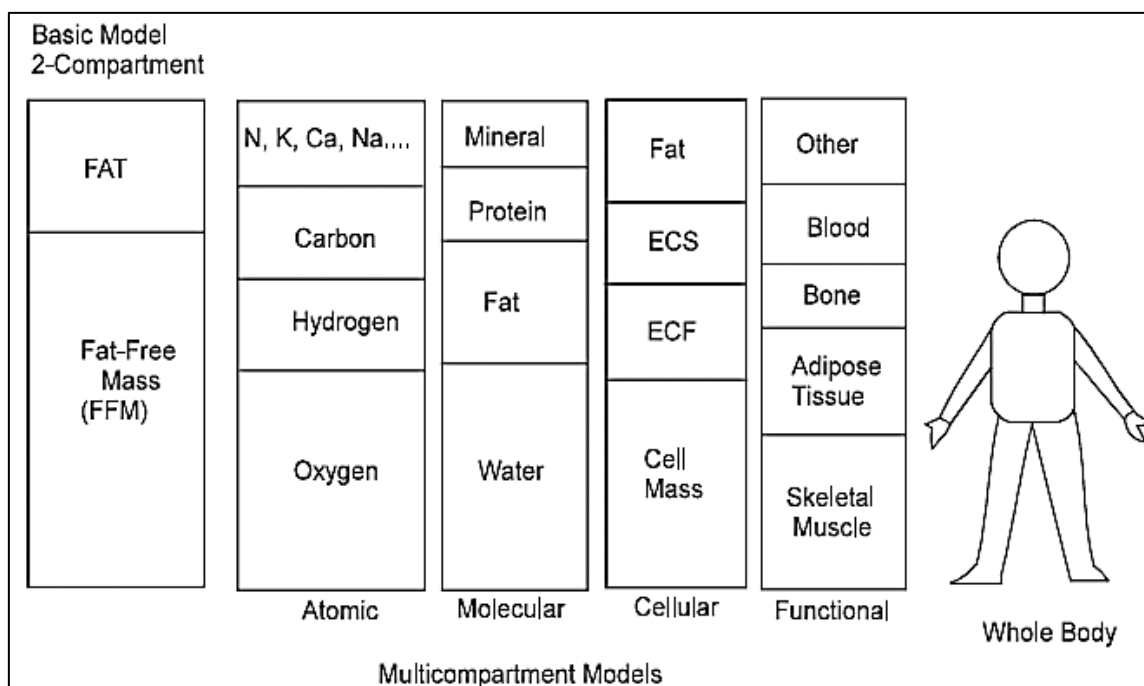 Basic Model
2-Compartment
FAT
Fat-Free
Mass
(FFM)
N, K, Ca, Na....
Carbon
Hydrogen
Oxygen
Atomic
Mineral
Protein
Fat
Water
Molecular
Fat
ECS
ECF
Cell
Mass
Cellular
Other
Blood
Bone
Adipose
Tissue
Skeletal
Muscle
Functional
Whole Body
Multicompartment Models